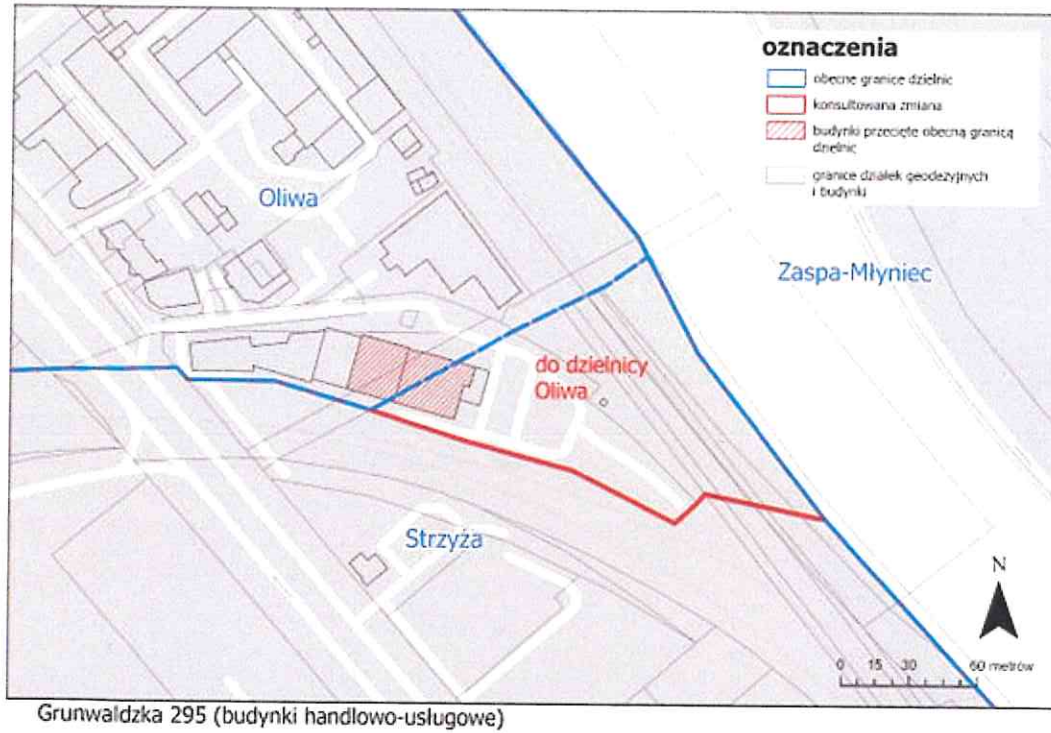 oznaczenia
obecne granice dzielnic
konsultowana zmiana
budynki przecięte obecną granicą
dzielnic
granice działek geodezyjnych
i budynki
Oliwa
Zaspa-Młyniec
do dzielnicy
Oliwa
Strzyża
N
0 15 30 60 metrów
Grunwaldzka 295 (budynki handlowo-usługowe)